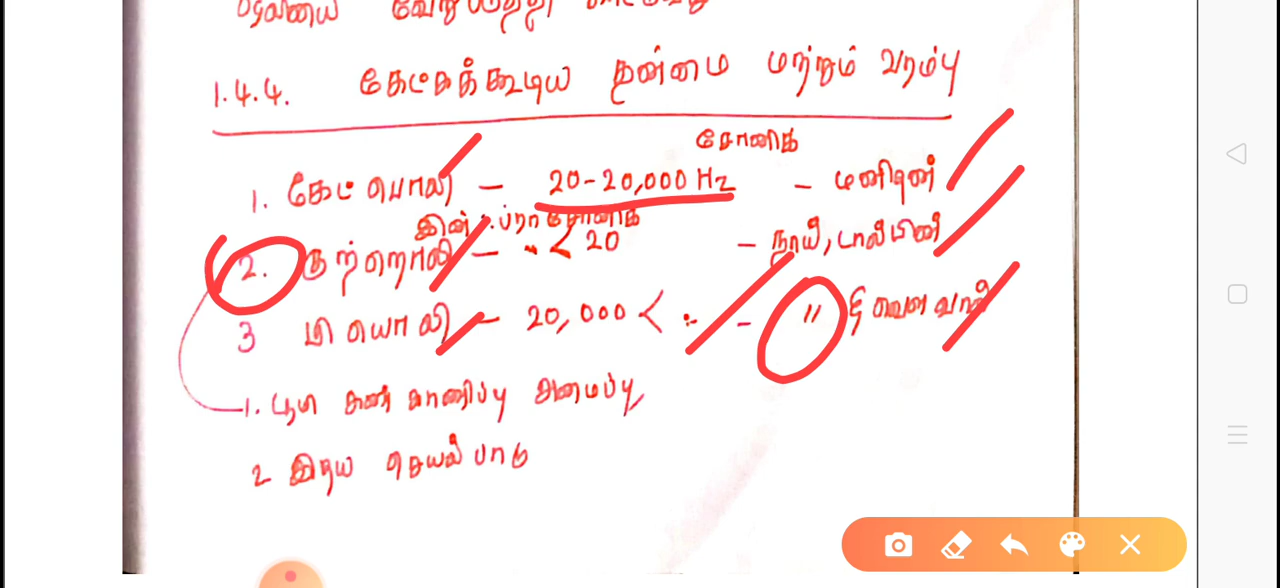 1.4.4. கேட்கக்கூடிய தன்மை மற்றும் வரம்பு
சோனிக்
1. கேட்பொலி – 20-20,000 Hz – மனிதன்
இன்ஃப்ராசோனிக்
2. குற்றொலி – < 20 – நாய், டால்பின்
3 மீயொலி – 20,000 < – " வௌவால்
1. புவி கண்காணிப்பு அமைப்பு
2 இதய செயல்பாடு